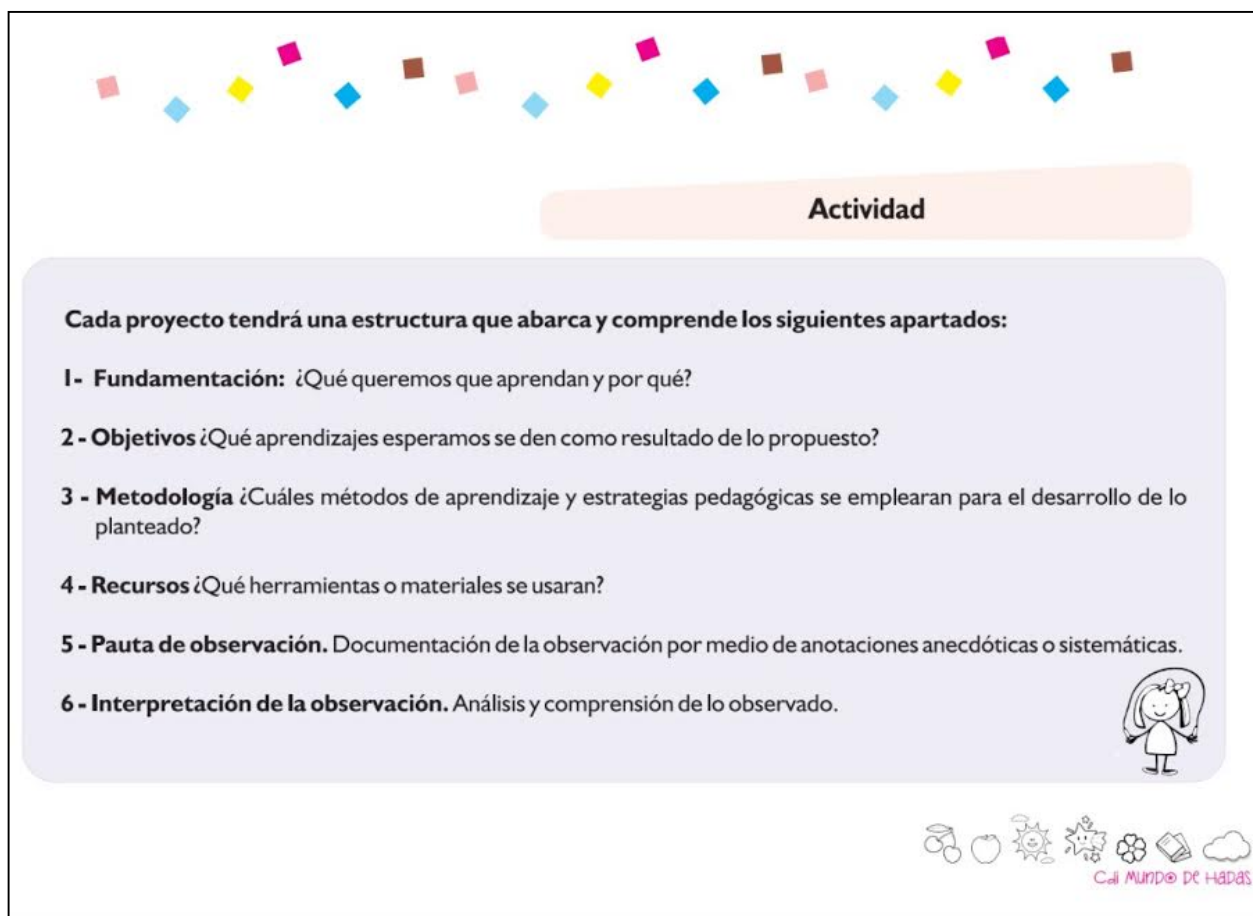 Actividad
Cada proyecto tendrá una estructura que abarca y comprende los siguientes apartados:
1- Fundamentación: ¿Qué queremos que aprendan y por qué?
2 - Objetivos ¿Qué aprendizajes esperamos se den como resultado de lo propuesto?
3 - Metodología ¿Cuáles métodos de aprendizaje y estrategias pedagógicas se emplearan para el desarrollo de lo
planteado?
4 - Recursos ¿Qué herramientas o materiales se usaran?
5 - Pauta de observación. Documentación de la observación por medio de anotaciones anecdóticas o sistemáticas.
6 - Interpretación de la observación. Análisis y comprensión de lo observado.
Cdi MUNDO DE HADAS